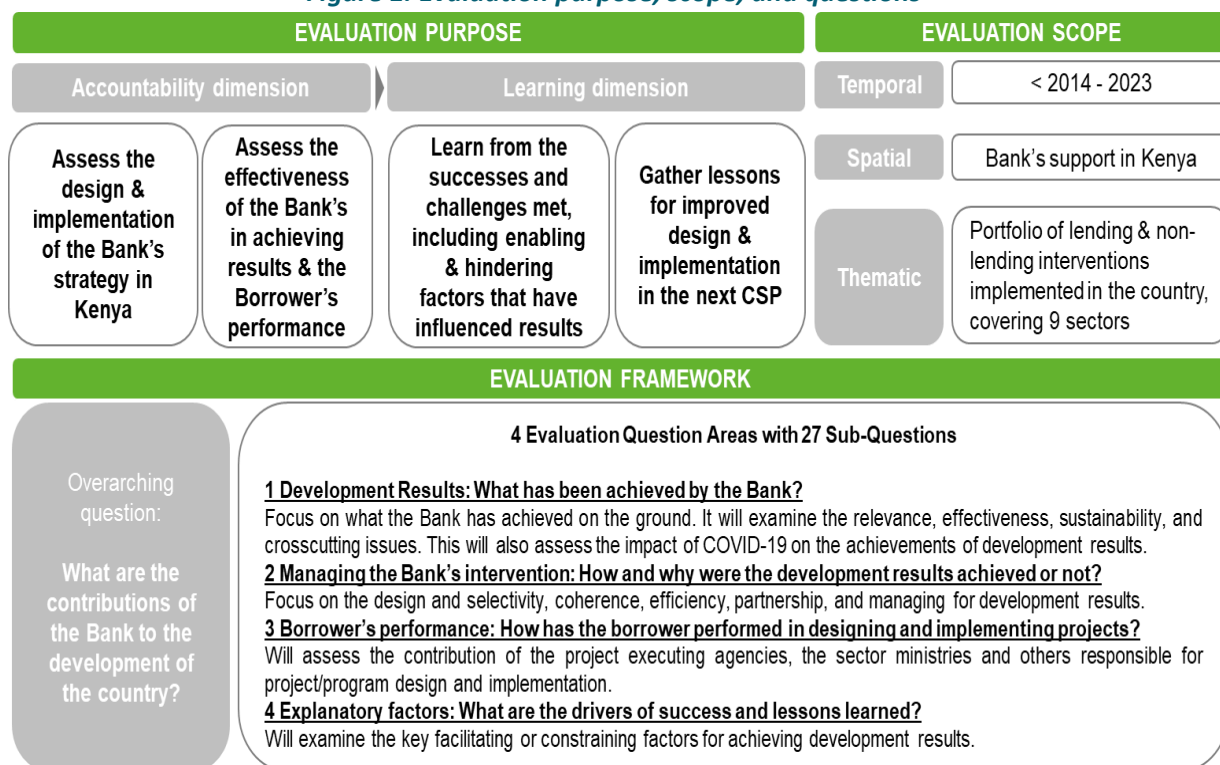 Figure Evaluation purpose, scope, and questions
EVALUATION PURPOSE
Accountability dimension
Learning dimension
Assess the
design &
implementation
of the Bank's
strategy in
Kenya
Assess the
effectiveness
of the Bank's
in achieving
results & the
Borrower's
performance
Learn from the
successes and
challenges met,
including enabling
& hindering
factors that have
influenced results
Gather lessons
for improved
design &
implementation
in the next CSP
EVALUATION SCOPE
Temporal
< 2014 - 2023
Spatial
Bank's support in Kenya
Thematic
Portfolio of lending & non-
lending interventions
implemented in the country,
covering 9 sectors
EVALUATION FRAMEWORK
Overarching
question:
What are the
contributions of
the Bank to the
development of
the country?
4 Evaluation Question Areas with 27 Sub-Questions
1 Development Results: What has been achieved by the Bank?
Focus on what the Bank has achieved on the ground. It will examine the relevance, effectiveness, sustainability, and
crosscutting issues. This will also assess the impact of COVID-19 on the achievements of development results.
2 Managing the Bank's intervention: How and why were the development results achieved or not?
Focus on the design and selectivity, coherence, efficiency, partnership, and managing for development results.
3 Borrower's performance: How has the borrower performed in designing and implementing projects?
Will assess the contribution of the project executing agencies, the sector ministries and others responsible for
project/program design and implementation.
4 Explanatory factors: What are the drivers of success and lessons learned?
Will examine the key facilitating or constraining factors for achieving development results.